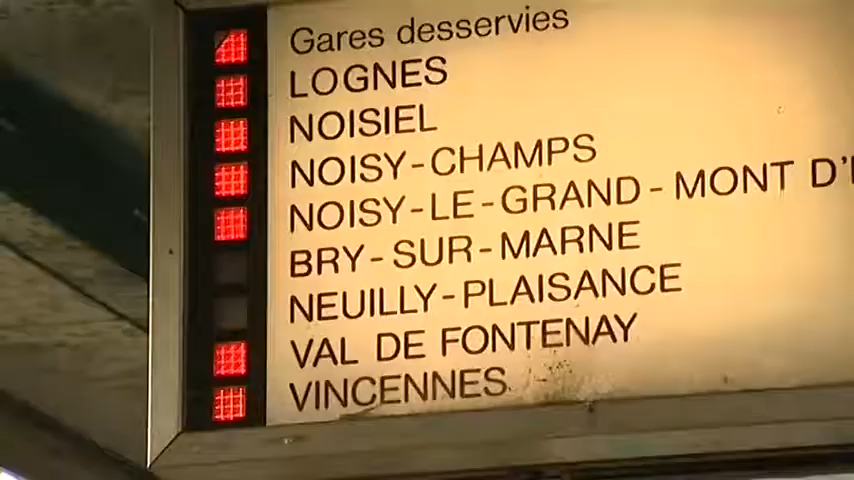 Gares desservies
LOGNES
NOISIEL
NOISY-CHAMPS
NOISY-LE-GRAND-MONT D'
BRY-SUR-MARNE
NEUILLY-PLAISANCE
VAL DE FONTENAY
VINCENNES